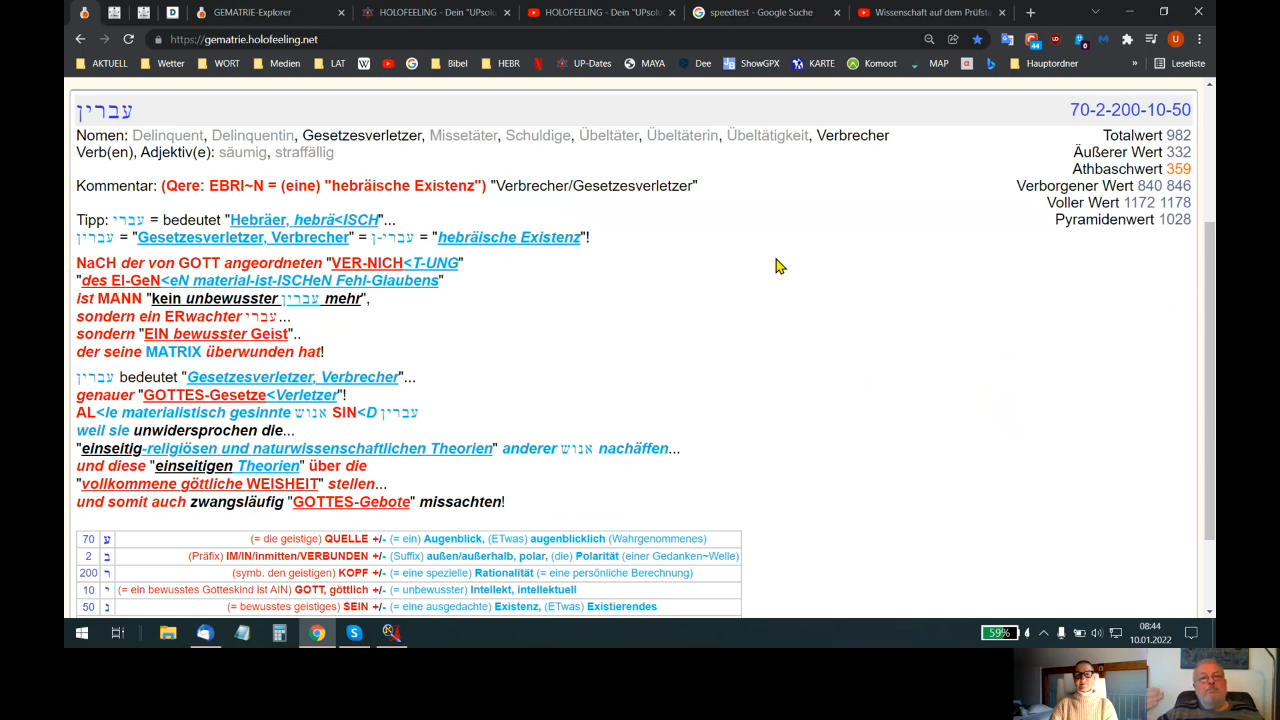 GEMATRIE-Explorer
HOLOFEELING - Dein "UPsolu
HOLOFEELING - Dein "UPsolu
speedtest - Google Suche
Wissenschaft auf dem Prüfsta
https://gematrie.holofeeling.net
AKTUELL Wetter WORT Medien LAT Bibel HEBR UP-Dates MAYA Dee ShowGPX KARTE Komoot MAP Hauptordner » Leseliste
עברין 70-2-200-10-50
Nomen: Delinquent, Delinquentin, Gesetzesverletzer, Missetäter, Schuldige, Übeltäter, Übeltäterin, Übeltätigkeit, Verbrecher
Totalwert 982
Verb(en), Adjektiv(e): säumig, straffällig
Äußerer Wert 332
Athbaschwert 359
Kommentar: (Qere: EBRI~N = (eine) "hebräische Existenz") "Verbrecher/Gesetzesverletzer"
Verborgener Wert 840 846
Voller Wert 1172 1178
Pyramidenwert 1028
Tipp: עברי = bedeutet "Hebräer, hebrä<ISCH"...
עברין = "Gesetzesverletzer, Verbrecher" = עברי-ן = "hebräische Existenz"!
NaCH der von GOTT angeordneten "VER-NICH<T-UNG"
"des EI-GeN<eN material-ist-ISCHeN Fehl-Glaubens"
ist MANN "kein unbewusster עברין mehr",
sondern ein ERwachter עברי...
sondern "EIN bewusster Geist"..
der seine MATRIX überwunden hat!
עברין bedeutet "Gesetzesverletzer, Verbrecher"...
genauer "GOTTES-Gesetze<Verletzer"!
AL<le materialistisch gesinnte אנוש SIN<D עברין
weil sie unwidersprochen die...
"einseitig-religiösen und naturwissenschaftlichen Theorien" anderer אנוש nachäffen...
und diese "einseitigen Theorien" über die
"vollkommene göttliche WEISHEIT" stellen...
und somit auch zwangsläufig "GOTTES-Gebote" missachten!
70 ע (= die geistige) QUELLE +/- (= ein) Augenblick, (ETwas) augenblicklich (Wahrgenommenes)
2 ב (Präfix) IM/IN/inmitten/VERBUNDEN +/- (Suffix) außen/außerhalb, polar, (die) Polarität (einer Gedanken~Welle)
200 ר (symb. den geistigen) KOPF +/- (= eine spezielle) Rationalität (= eine persönliche Berechnung)
10 י (= ein bewusstes Gotteskind ist AIN) GOTT, göttlich +/- (= unbewusster) Intellekt, intellektuell
50 נ (= bewusstes geistiges) SEIN +/- (= eine ausgedachte) Existenz, (ETwas) Existierendes
59%
08:44
10.01.2022